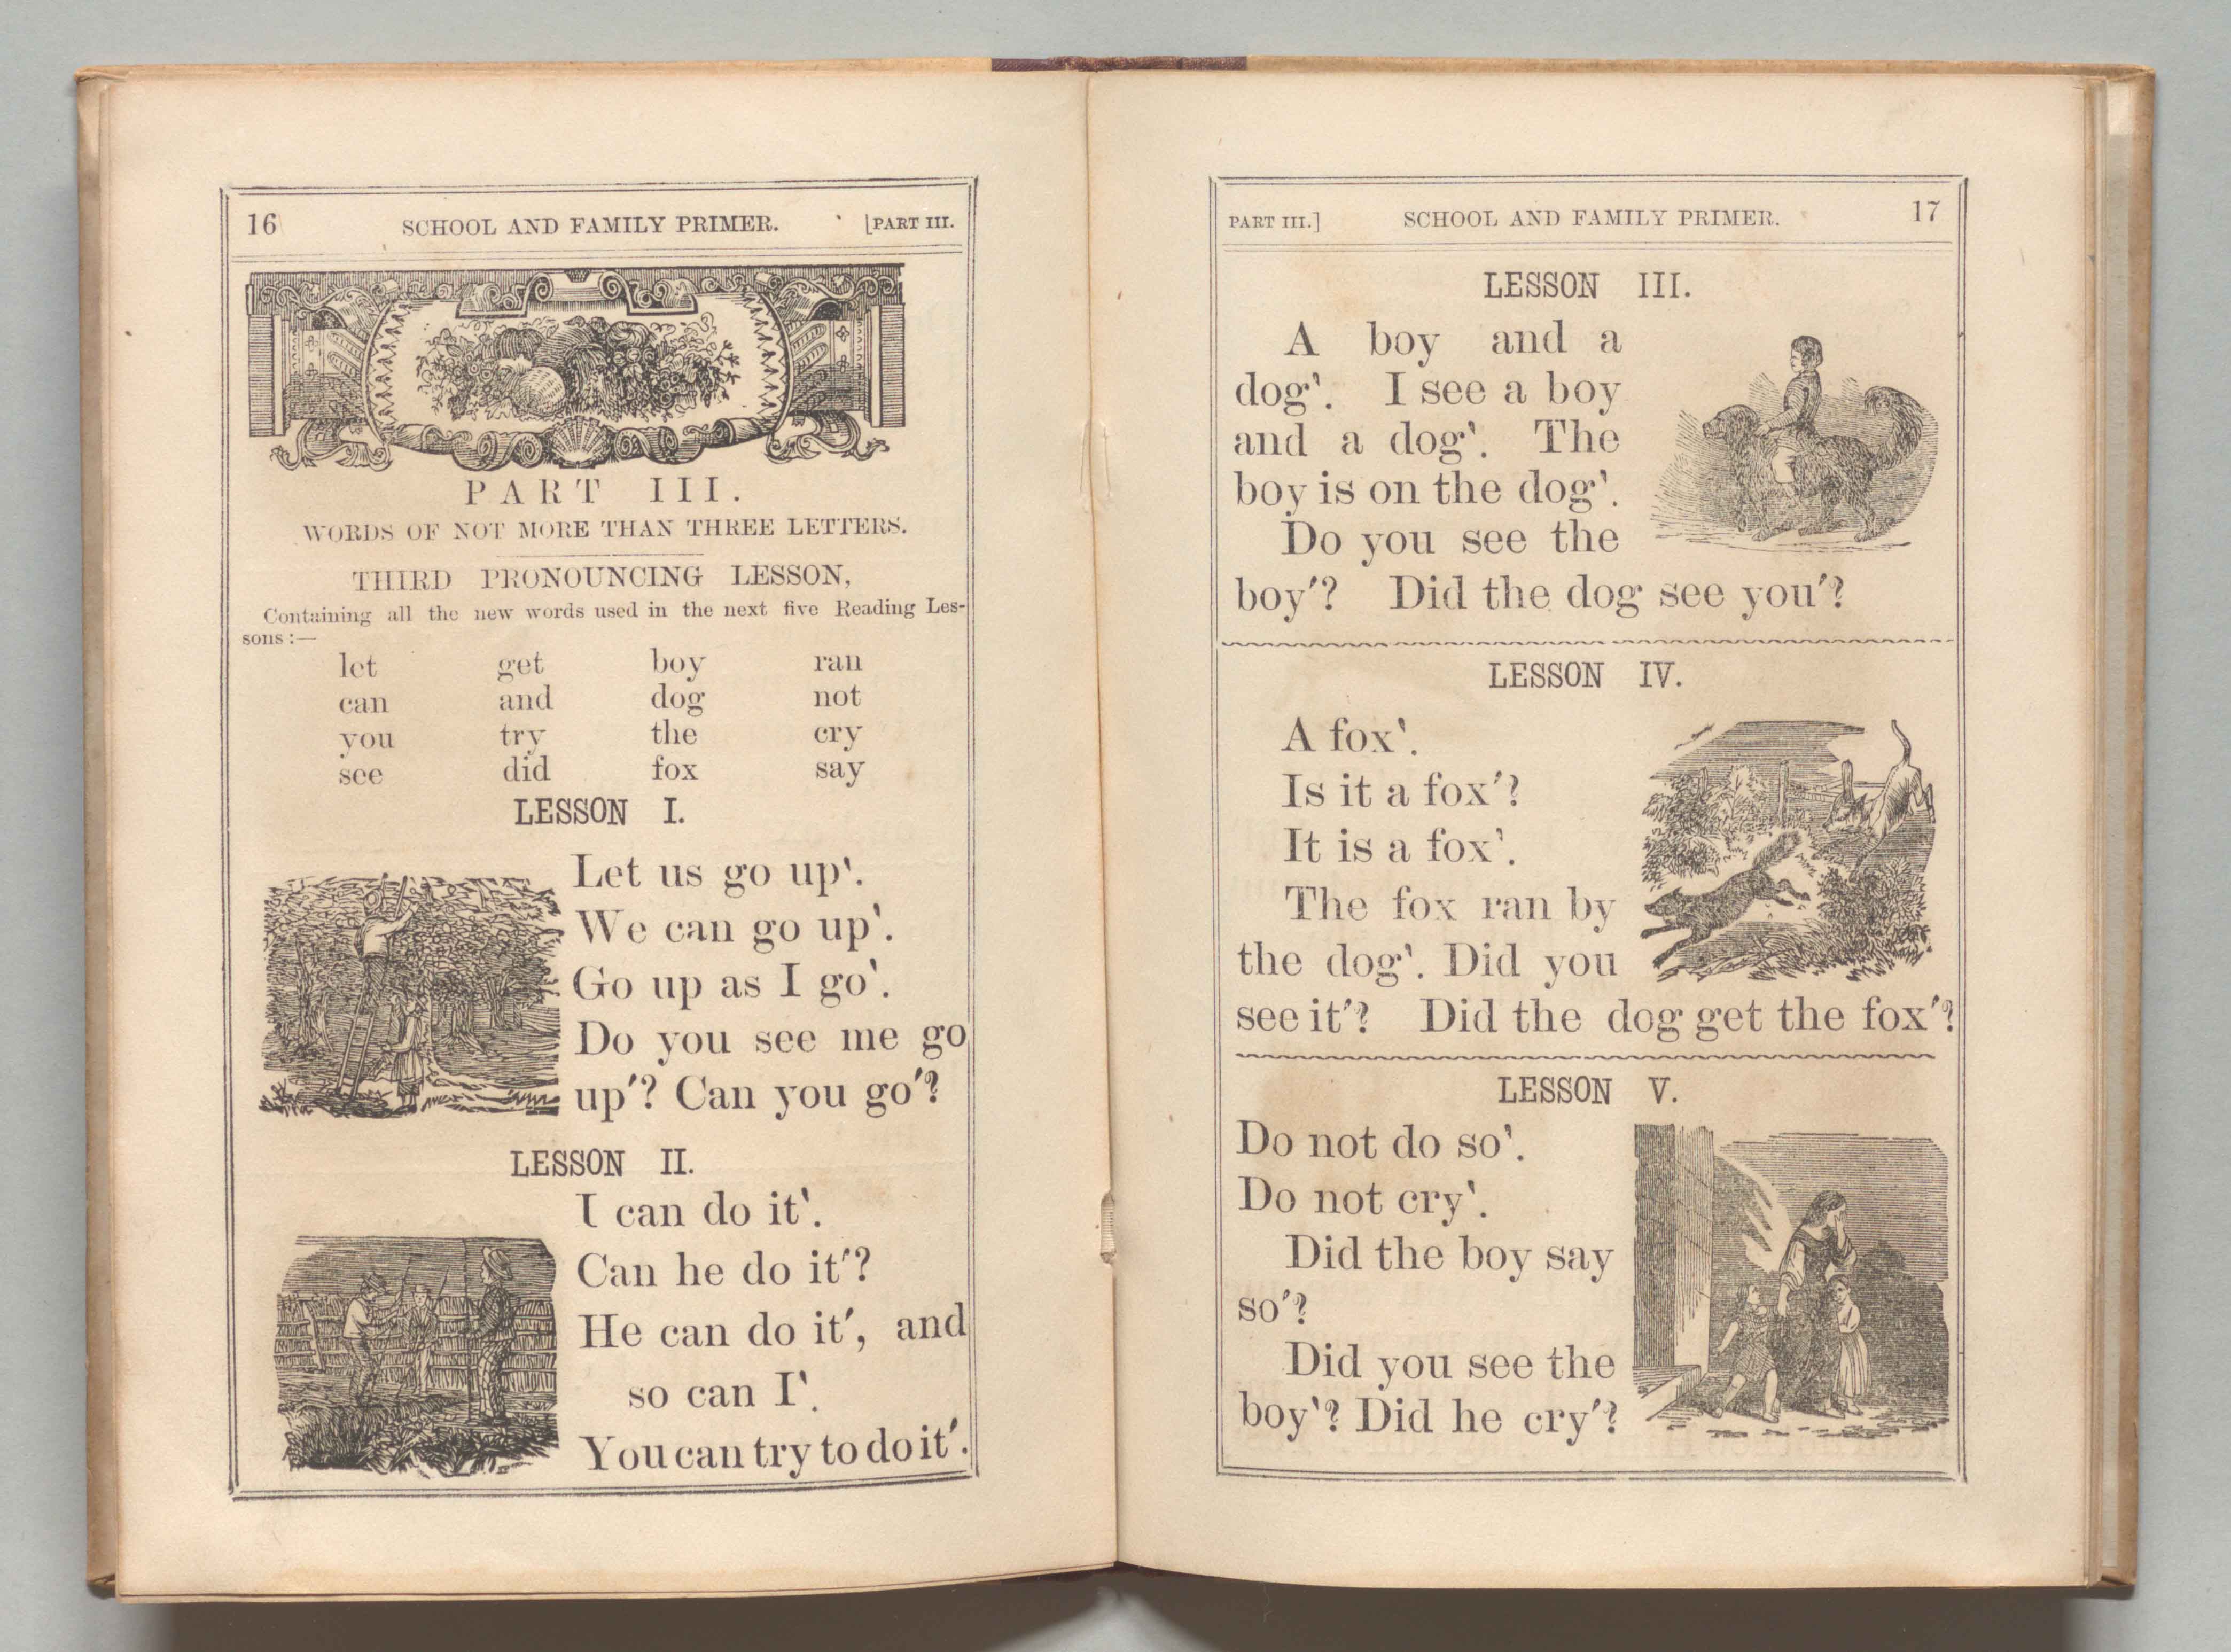 16 SCHOOL AND FAMILY PRIMER. [PART III.
PART III.
WORDS OF NOT MORE THAN THREE LETTERS.
THIRD PRONOUNCING LESSON,
Containing all the new words used in the next five Reading Les-
sons :—
let get boy ran
can and dog not
you try the cry
see did fox say
LESSON I.
Let us go up‵.
We can go up‵.
Go up as I go‵.
Do you see me go
up′? Can you go′?
LESSON II.
I can do it‵.
Can he do it′?
He can do it′, and
so can I‵.
You can try to do it′.
PART III.] SCHOOL AND FAMILY PRIMER. 17
LESSON III.
A boy and a
dog‵. I see a boy
and a dog‵. The
boy is on the dog‵.
Do you see the
boy′? Did the dog see you′?
LESSON IV.
A fox‵.
Is it a fox′?
It is a fox‵.
The fox ran by
the dog‵. Did you
see it′? Did the dog get the fox′?
LESSON V.
Do not do so‵.
Do not cry‵.
Did the boy say
so′?
Did you see the
boy‵? Did he cry′?